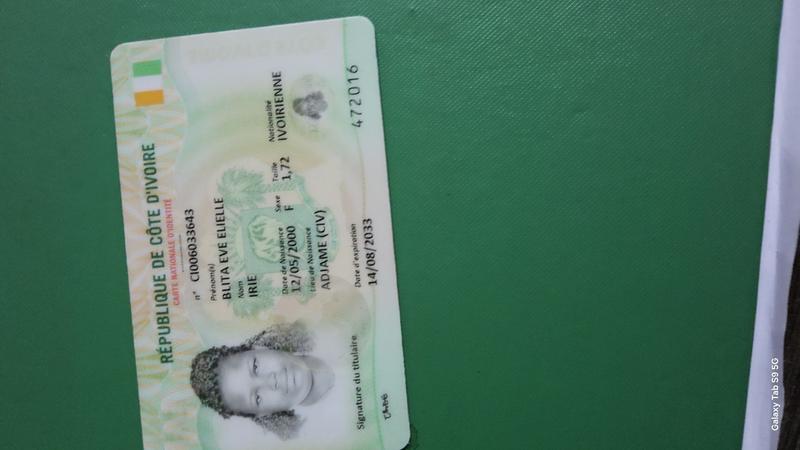 RÉPUBLIQUE DE CÔTE D'IVOIRE
CARTE NATIONALE D'IDENTITÉ
n° CI006033643
Prénom(s)
BLITA EVE ELIELLE
Nom
IRIE
Date de Naissance Sexe Taille Nationalité
12/05/2000 F 1,72 IVOIRIENNE
Lieu de Naissance
ADJAME (CIV)
Date d'expiration
14/08/2033
Signature du titulaire
472016
Galaxy Tab S9 5G